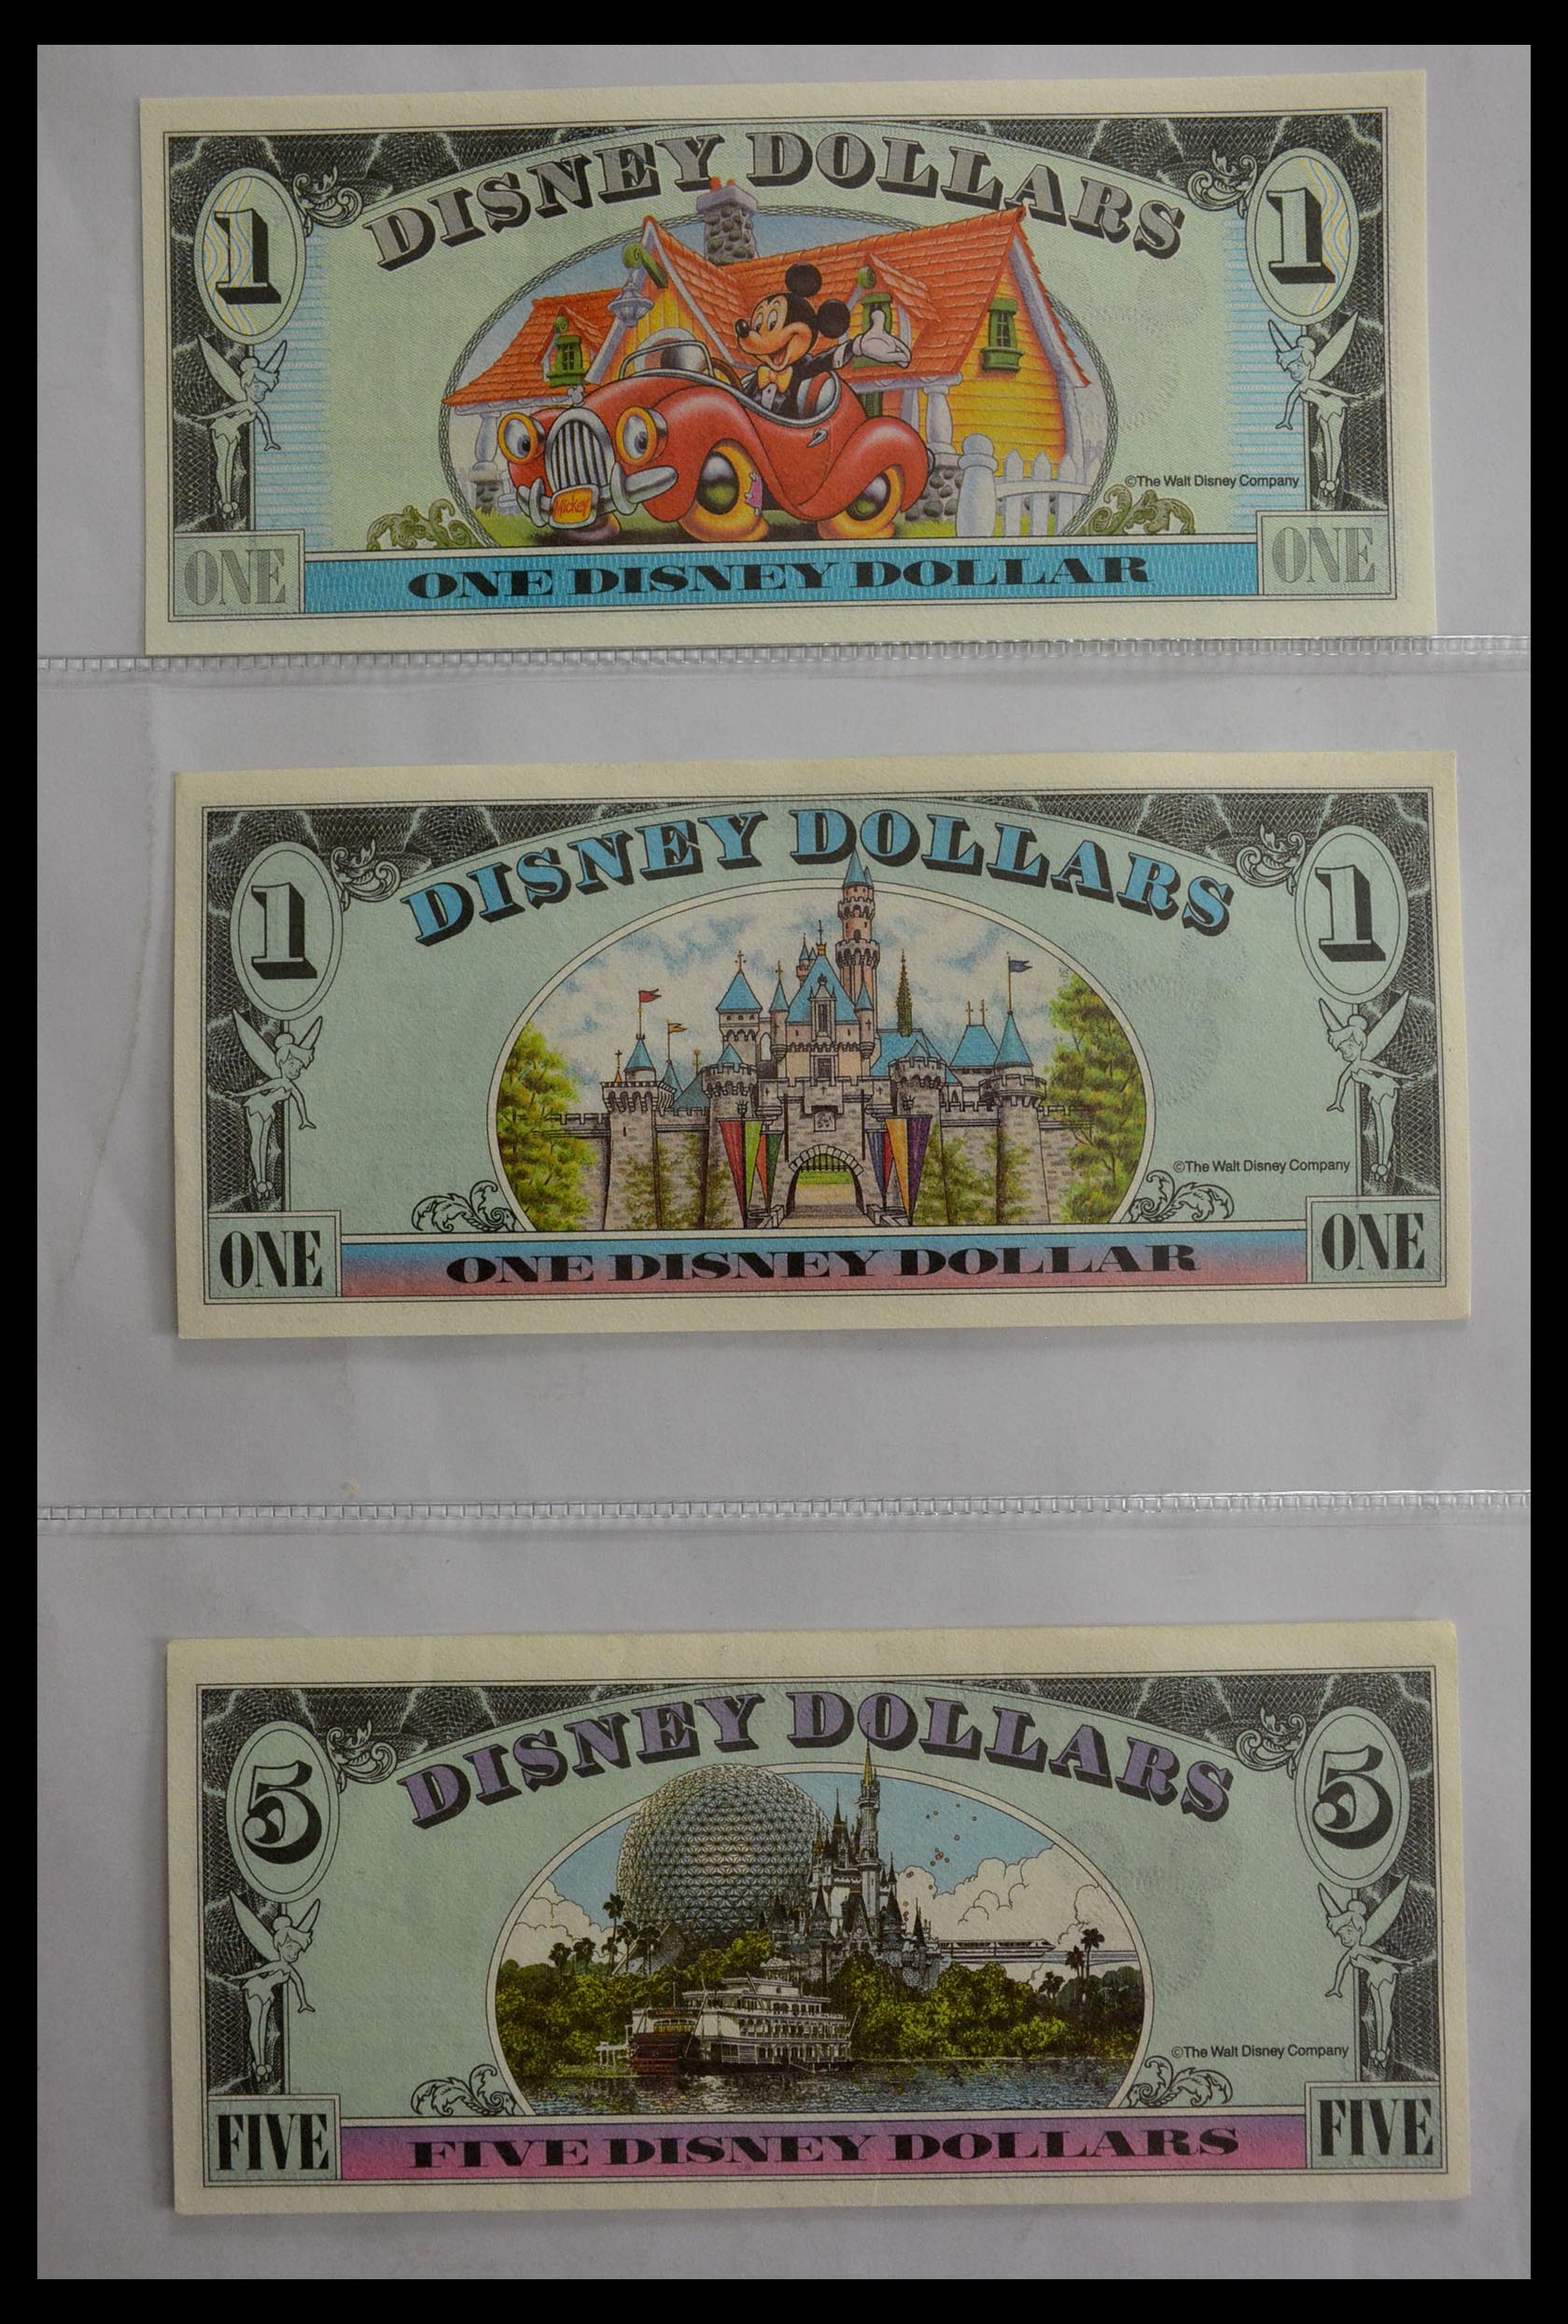 DISNEY DOLLARS
1 1
Mickey
©The Walt Disney Company
ONE ONE DISNEY DOLLAR ONE
DISNEY DOLLARS
1 1
©The Walt Disney Company
ONE ONE DISNEY DOLLAR ONE
DISNEY DOLLARS
5 5
©The Walt Disney Company
FIVE FIVE DISNEY DOLLARS FIVE